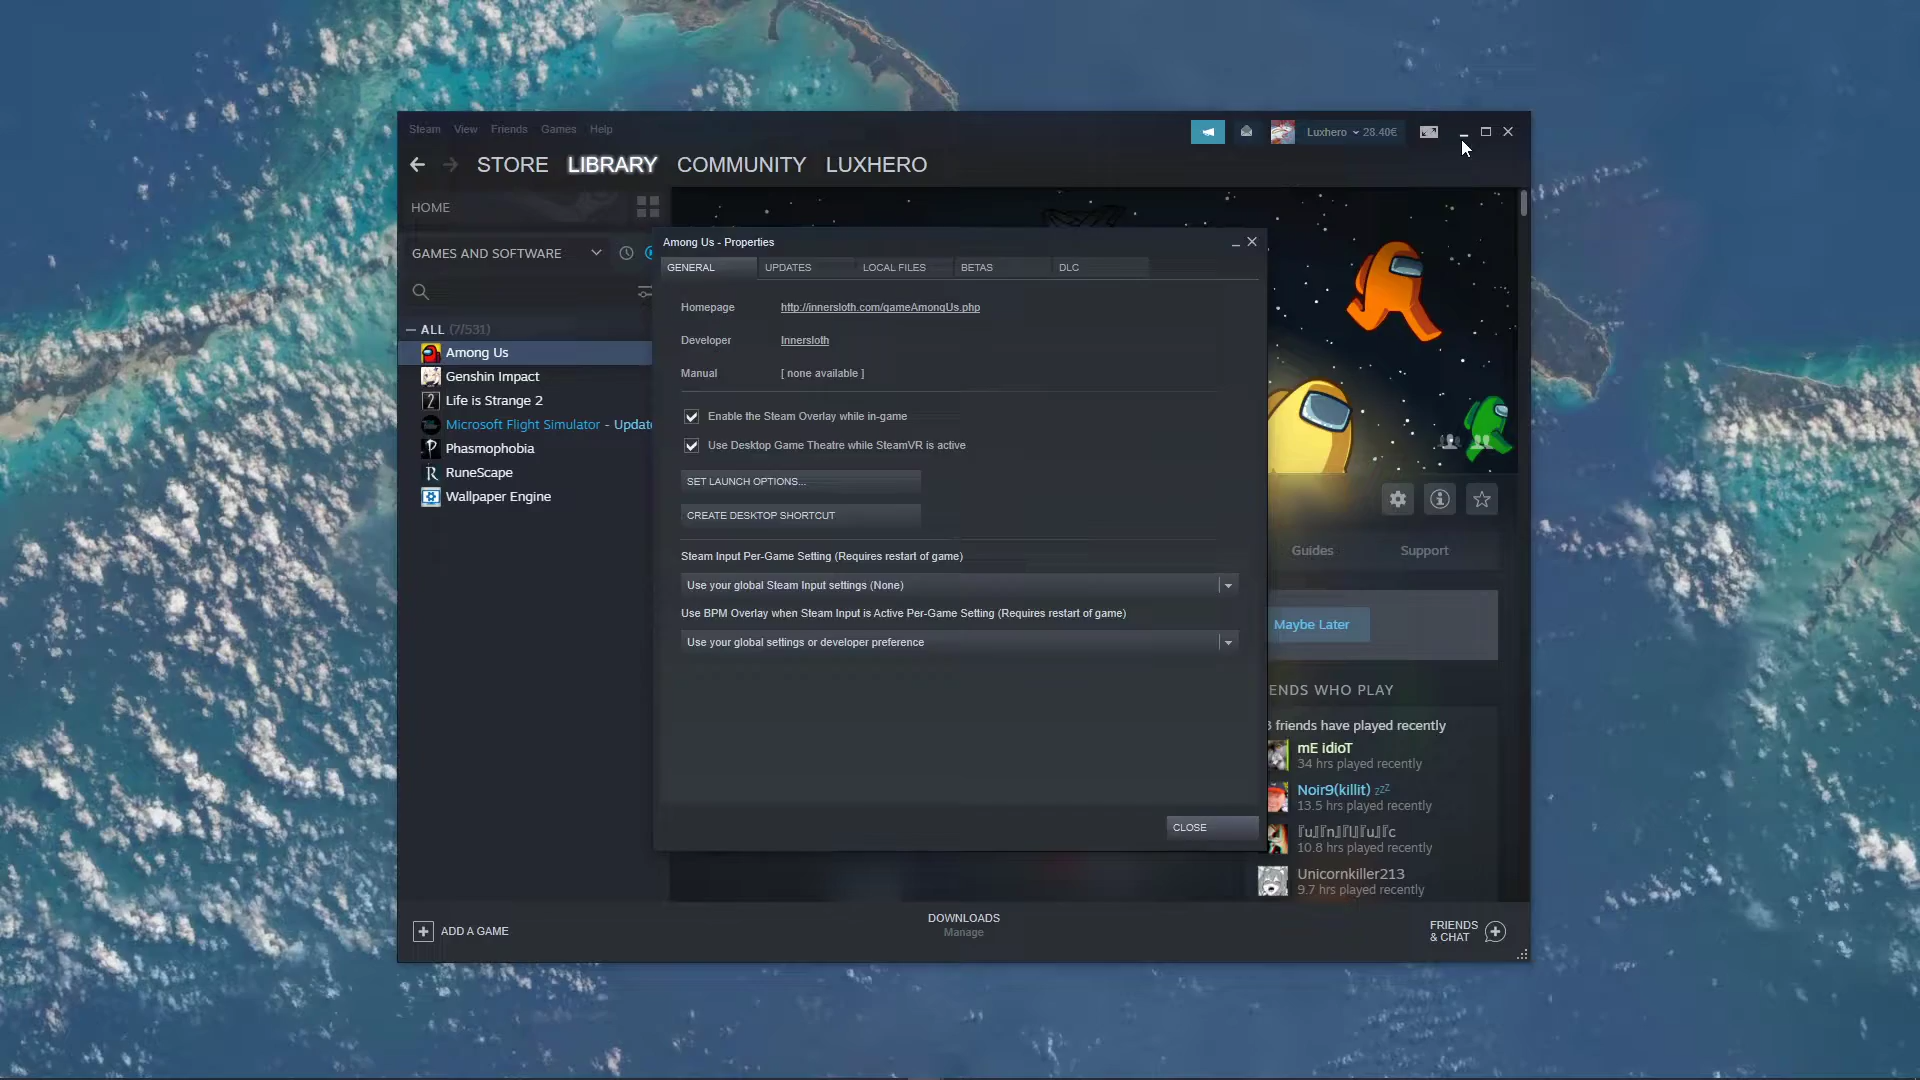 Steam View Friends Games Help
Luxhero 28.40€
STORE LIBRARY COMMUNITY LUXHERO
HOME
GAMES AND SOFTWARE
ALL (7/531)
Among Us
Genshin Impact
Life is Strange 2
Microsoft Flight Simulator - Update
Phasmophobia
RuneScape
Wallpaper Engine
Among Us - Properties
GENERAL UPDATES LOCAL FILES BETAS DLC
Homepage http://innersloth.com/gameAmongUs.php
Developer Innersloth
Manual [ none available ]
Enable the Steam Overlay while in-game
Use Desktop Game Theatre while SteamVR is active
SET LAUNCH OPTIONS...
CREATE DESKTOP SHORTCUT
Steam Input Per-Game Setting (Requires restart of game)
Use your global Steam Input settings (None)
Use BPM Overlay when Steam Input is Active Per-Game Setting (Requires restart of game)
Use your global settings or developer preference
CLOSE
Guides Support
Maybe Later
ENDS WHO PLAY
3 friends have played recently
mE idioT
34 hrs played recently
Noir9(killit) zzZ
13.5 hrs played recently
『u』『n』『l』『u』『c
10.8 hrs played recently
Unicornkiller213
9.7 hrs played recently
ADD A GAME
DOWNLOADS
Manage
FRIENDS
& CHAT